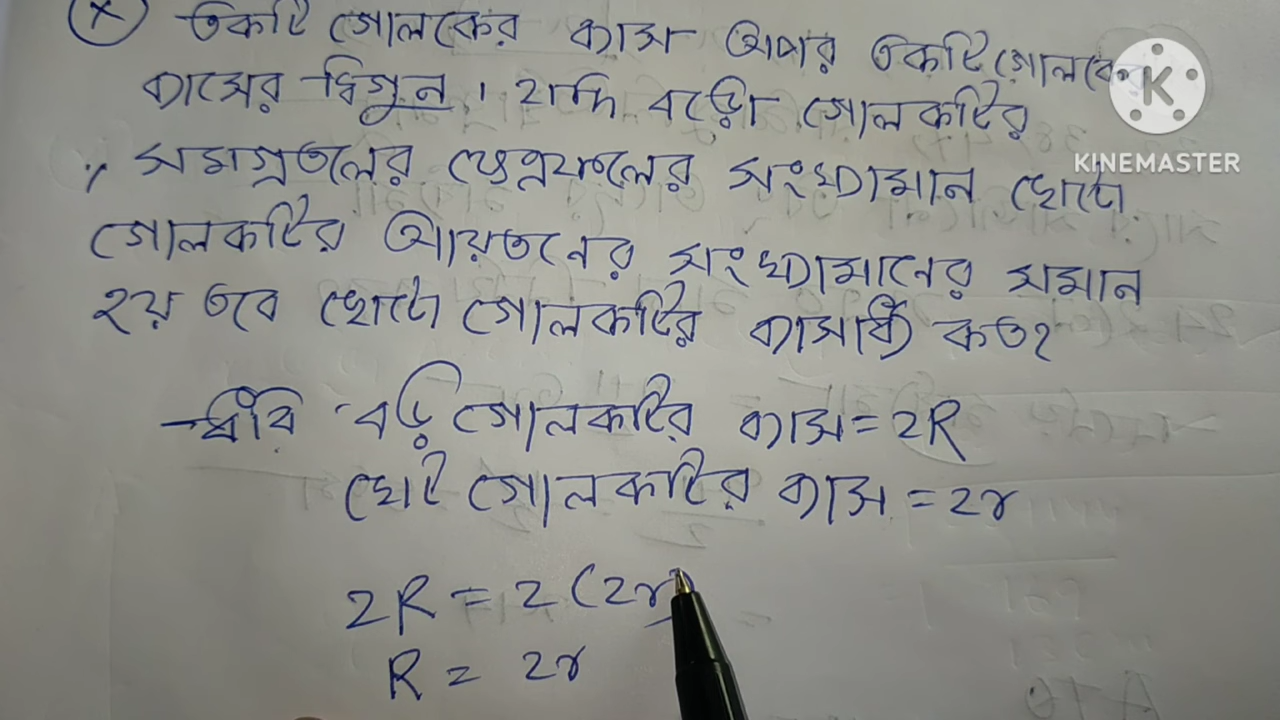 (x) একটি গোলকের ব্যাস অপর একটি গোলকের
ব্যাসের দ্বিগুন । যদি বড়ো গোলকটির
সমগ্রতলের ক্ষেত্রফলের সংখ্যামান ছোটো
গোলকটির আয়তনের সংখ্যামানের সমান
হয় তবে ছোটো গোলকটির ব্যাসার্ধ কত?
ধরি বড় গোলকটির ব্যাস = 2R
ছোট গোলকটির ব্যাস = 2r
2R = 2 (2r)
R = 2r
K
KINEMASTER